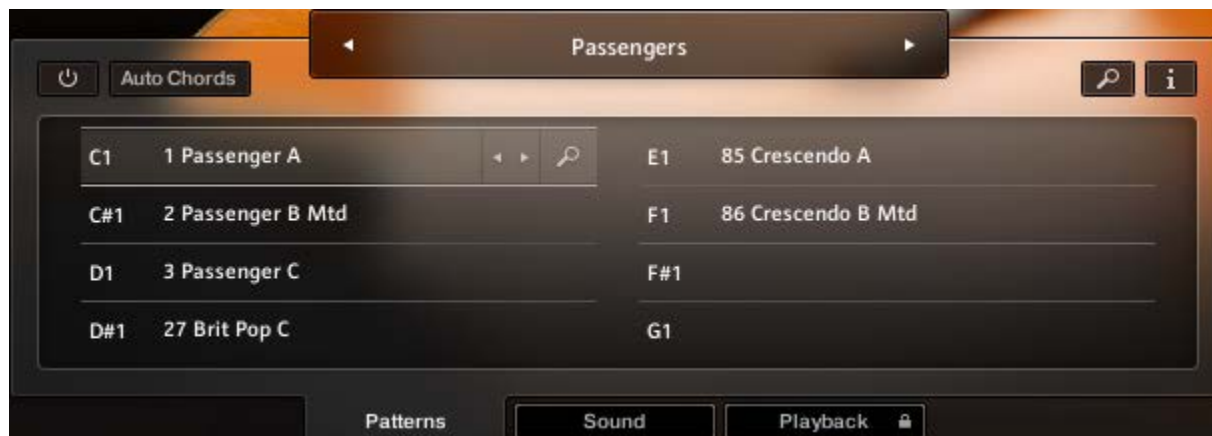 Passengers
Auto Chords
i
C1 1 Passenger A
C#1 2 Passenger B Mtd
D1 3 Passenger C
D#1 27 Brit Pop C
E1 85 Crescendo A
F1 86 Crescendo B Mtd
F#1
G1
Patterns Sound Playback